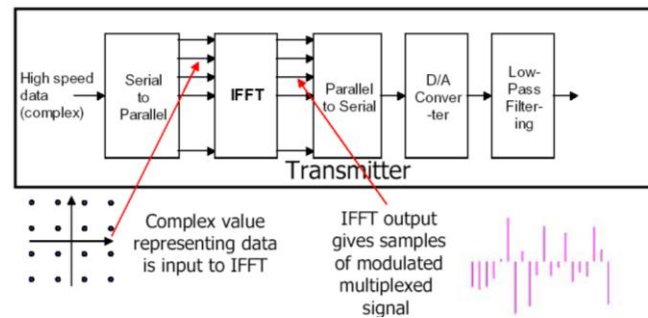 High speed
data
(complex)
Serial
to
Parallel
IFFT
Parallel
to Serial
D/A
Conver
-ter
Low-
Pass
Filter-
ing
Transmitter
Complex value
representing data
is input to IFFT
IFFT output
gives samples
of modulated
multiplexed
signal